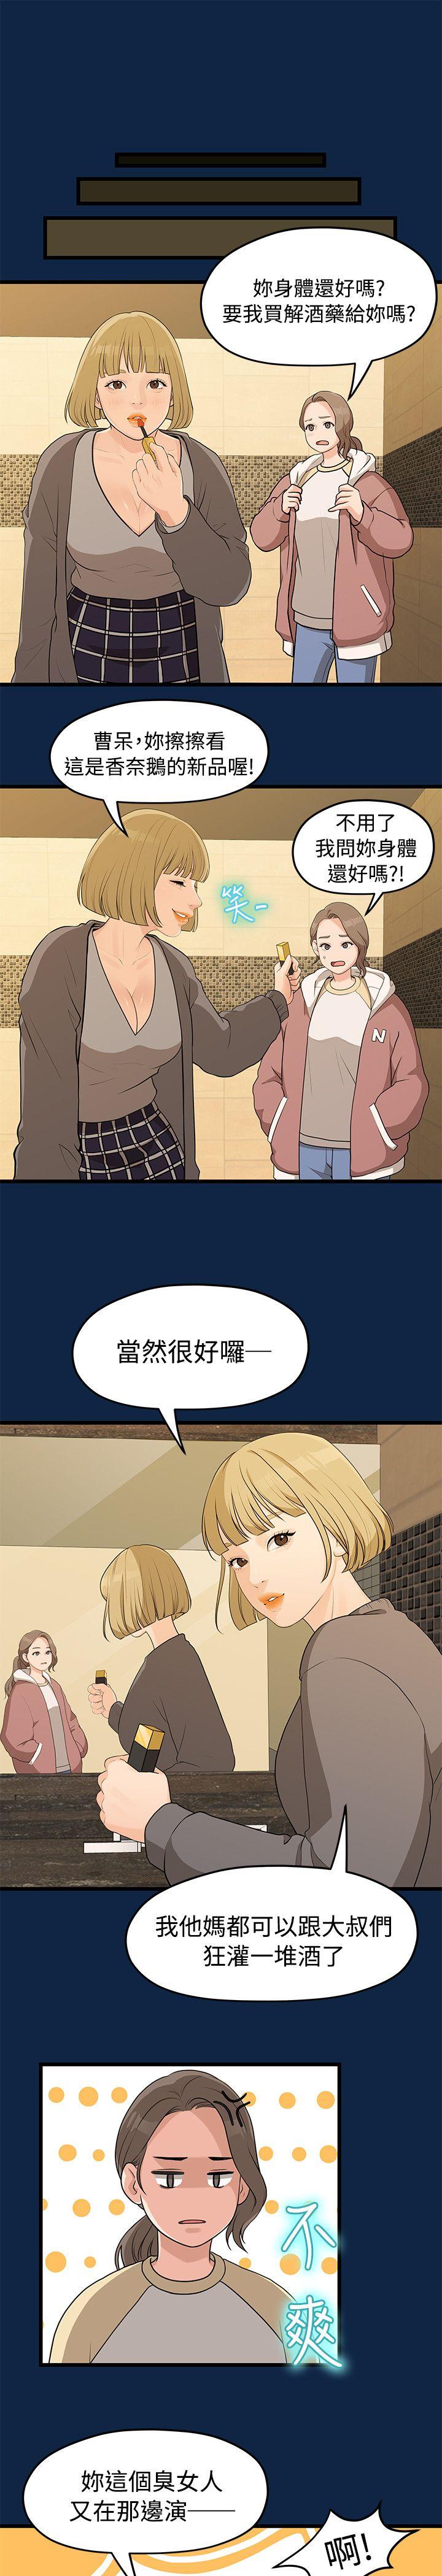 妳身體還好嗎?
要我買解酒藥給妳嗎?
曹呆,妳擦擦看
這是香奈鵝的新品喔!
不用了
我問妳身體
還好嗎?!
笑-
N
當然很好囉—
我他媽都可以跟大叔們
狂灌一堆酒了
不
爽
妳這個臭女人
又在那邊演——
啊!